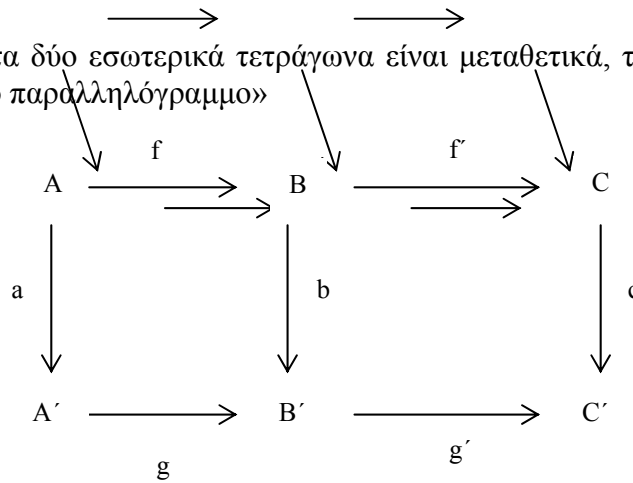 τα δύο εσωτερικά τετράγωνα είναι μεταθετικά, τ
παραλληλόγραμμο»
f f´
A B C
a b c
A´ B´ C´
g g´